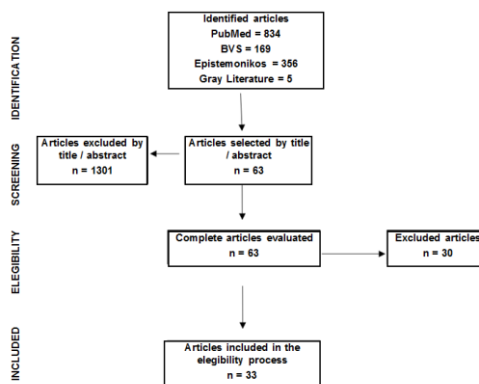 IDENTIFICATION
Identified articles
PubMed = 834
BVS = 169
Epistemonikos = 356
Gray Literature = 5
SCREENING
Articles excluded by
title / abstract
n = 1301
Articles selected by title
/ abstract
n = 63
ELEGIBILITY
Complete articles evaluated
n = 63
Excluded articles
n = 30
INCLUDED
Articles included in the
elegibility process
n = 33